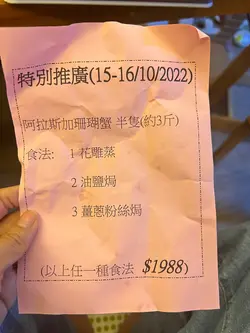 特別推廣(15-16/10/2022)
阿拉斯加珊瑚蟹 半隻(約3斤)
食法: 1 花雕蒸
2 油鹽焗
3 薑蔥粉絲焗
(以上任一種食法 $1988)